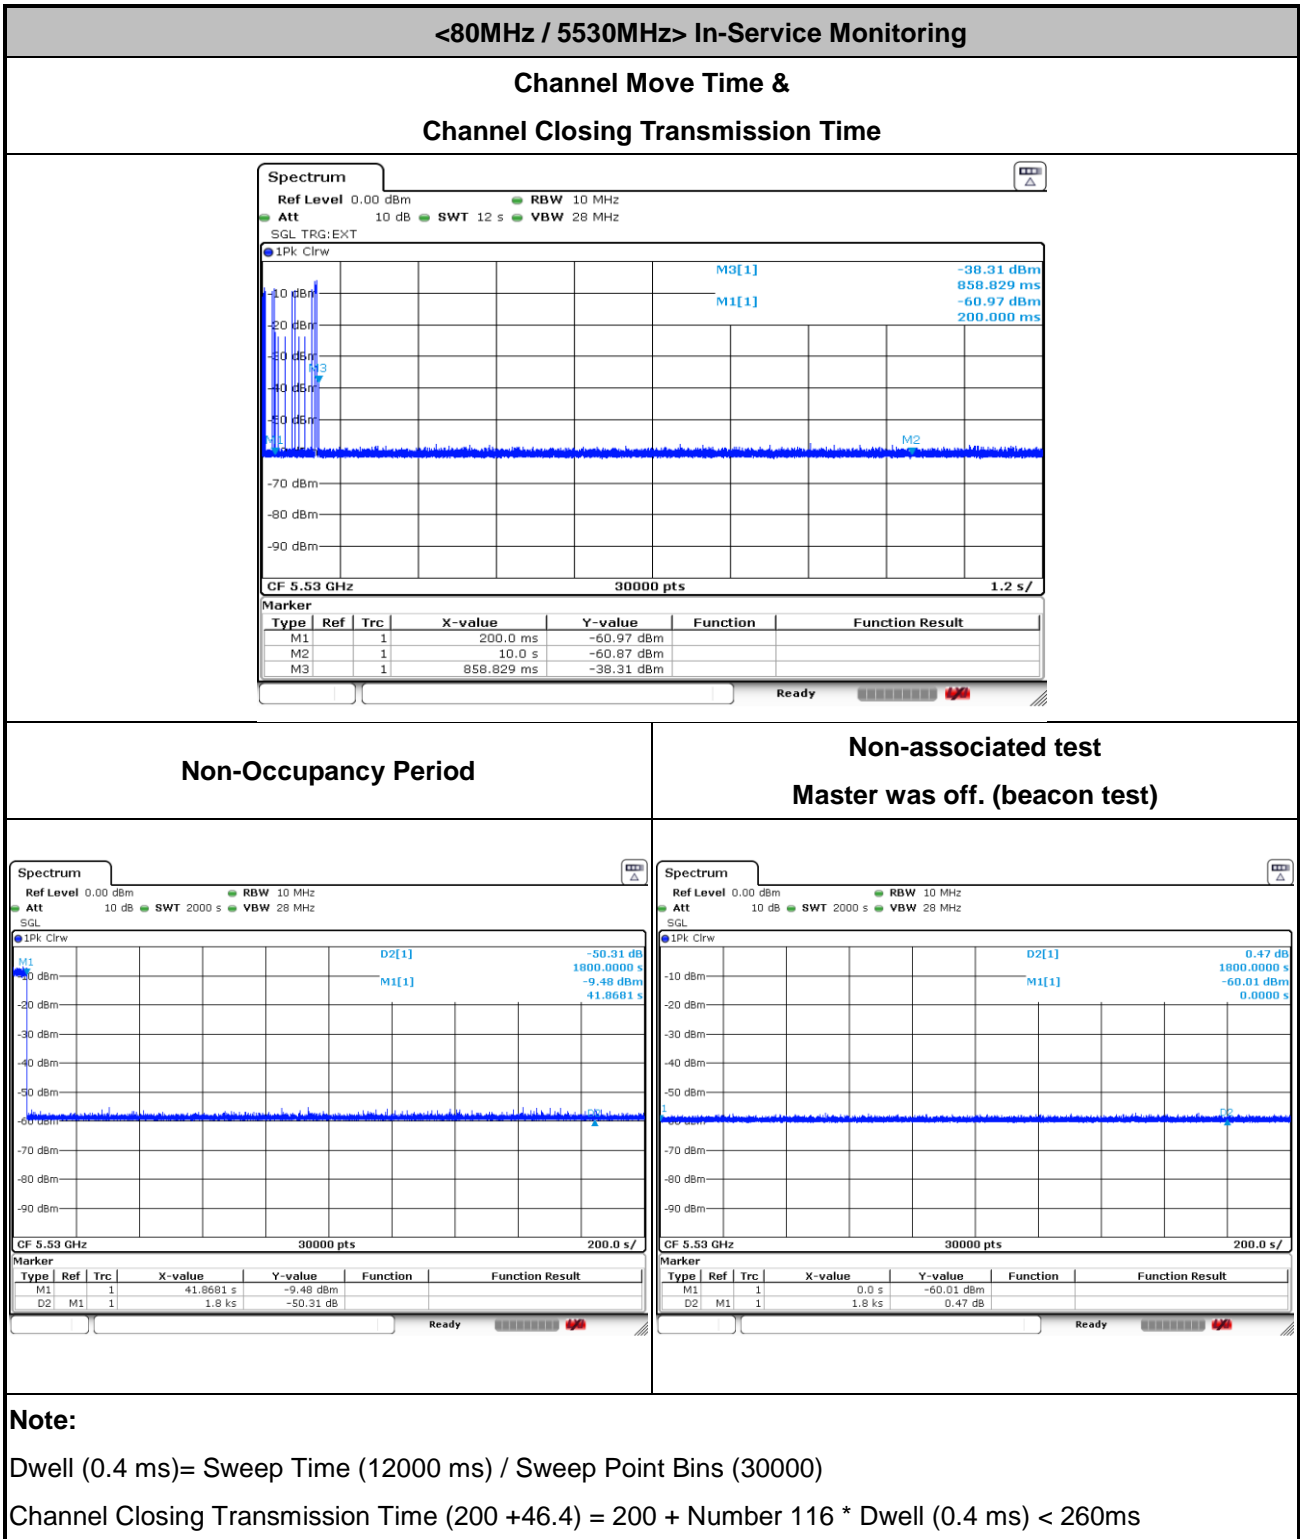 <80MHz / 5530MHz> In-Service Monitoring
Channel Move Time &
Channel Closing Transmission Time
Spectrum
Ref Level 0.00 dBm RBW 10 MHz
Att 10 dB SWT 12 s VBW 28 MHz
SGL TRG:EXT
1Pk Clrw
M3[1] -38.31 dBm
858.829 ms
M1[1] -60.97 dBm
200.000 ms
-10 dBm
-20 dBm
-30 dBm
M3
-40 dBm
-50 dBm
M1
M2
-70 dBm
-80 dBm
-90 dBm
CF 5.53 GHz 30000 pts 1.2 s/
Marker
Type Ref Trc X-value Y-value Function Function Result
M1 1 200.0 ms -60.97 dBm
M2 1 10.0 s -60.87 dBm
M3 1 858.829 ms -38.31 dBm
Ready
Non-Occupancy Period
Non-associated test
Master was off. (beacon test)
Spectrum
Ref Level 0.00 dBm RBW 10 MHz
Att 10 dB SWT 2000 s VBW 28 MHz
SGL
1Pk Clrw
D2[1] -50.31 dB
1800.0000 s
M1[1] -9.48 dBm
41.8681 s
M1
-10 dBm
-20 dBm
-30 dBm
-40 dBm
-50 dBm
-60 dBm
D2
-70 dBm
-80 dBm
-90 dBm
CF 5.53 GHz 30000 pts 200.0 s/
Marker
Type Ref Trc X-value Y-value Function Function Result
M1 1 41.8681 s -9.48 dBm
D2 M1 1 1.8 ks -50.31 dB
Ready
Spectrum
Ref Level 0.00 dBm RBW 10 MHz
Att 10 dB SWT 2000 s VBW 28 MHz
SGL
1Pk Clrw
D2[1] 0.47 dB
1800.0000 s
M1[1] -60.01 dBm
0.0000 s
-10 dBm
-20 dBm
-30 dBm
-40 dBm
-50 dBm
1
D2
-60 dBm
-70 dBm
-80 dBm
-90 dBm
CF 5.53 GHz 30000 pts 200.0 s/
Marker
Type Ref Trc X-value Y-value Function Function Result
M1 1 0.0 s -60.01 dBm
D2 M1 1 1.8 ks 0.47 dB
Ready
Note:
Dwell (0.4 ms)= Sweep Time (12000 ms) / Sweep Point Bins (30000)
Channel Closing Transmission Time (200 +46.4) = 200 + Number 116 * Dwell (0.4 ms) < 260ms